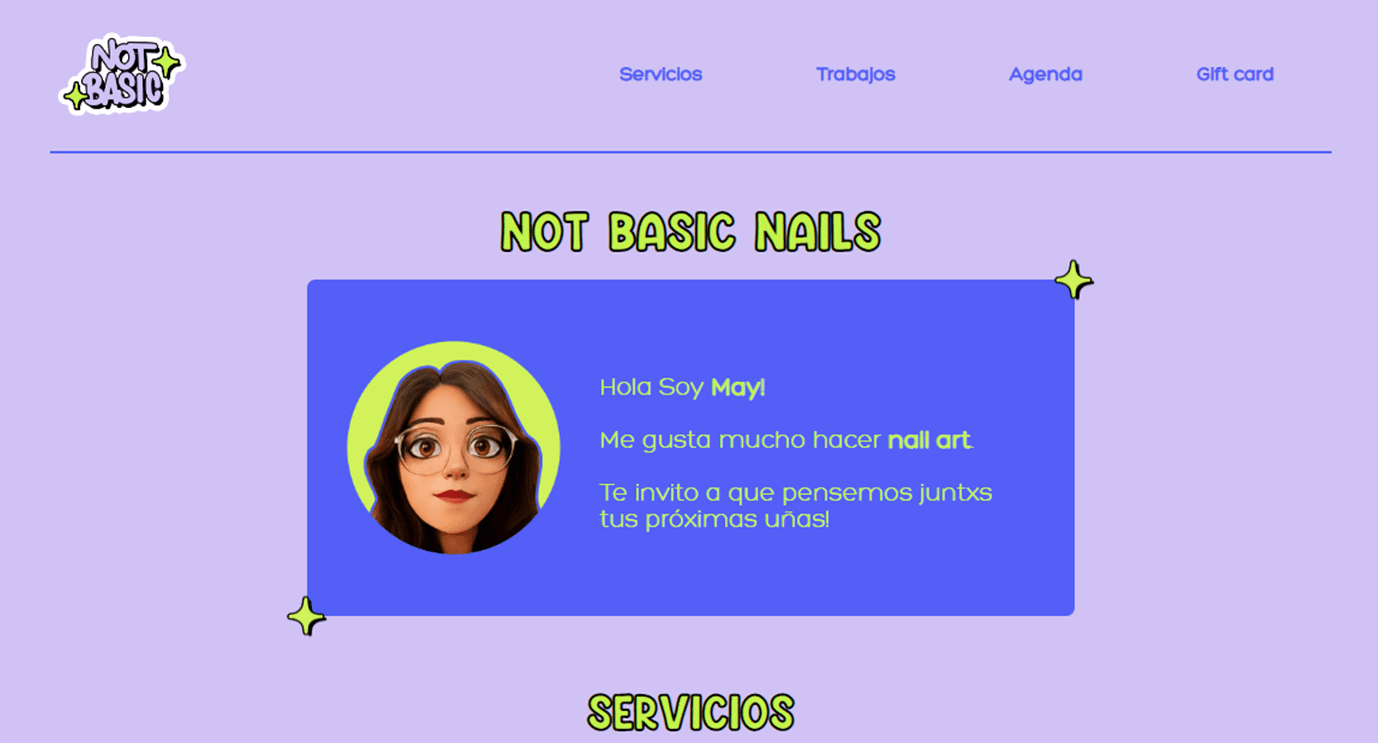 NOT
BASIC
Servicios
Trabajos
Agenda
Gift card
NOT BASIC NAILS
Hola Soy May!
Me gusta mucho hacer nail art.
Te invito a que pensemos juntxs
tus próximas uñas!
SERVICIOS